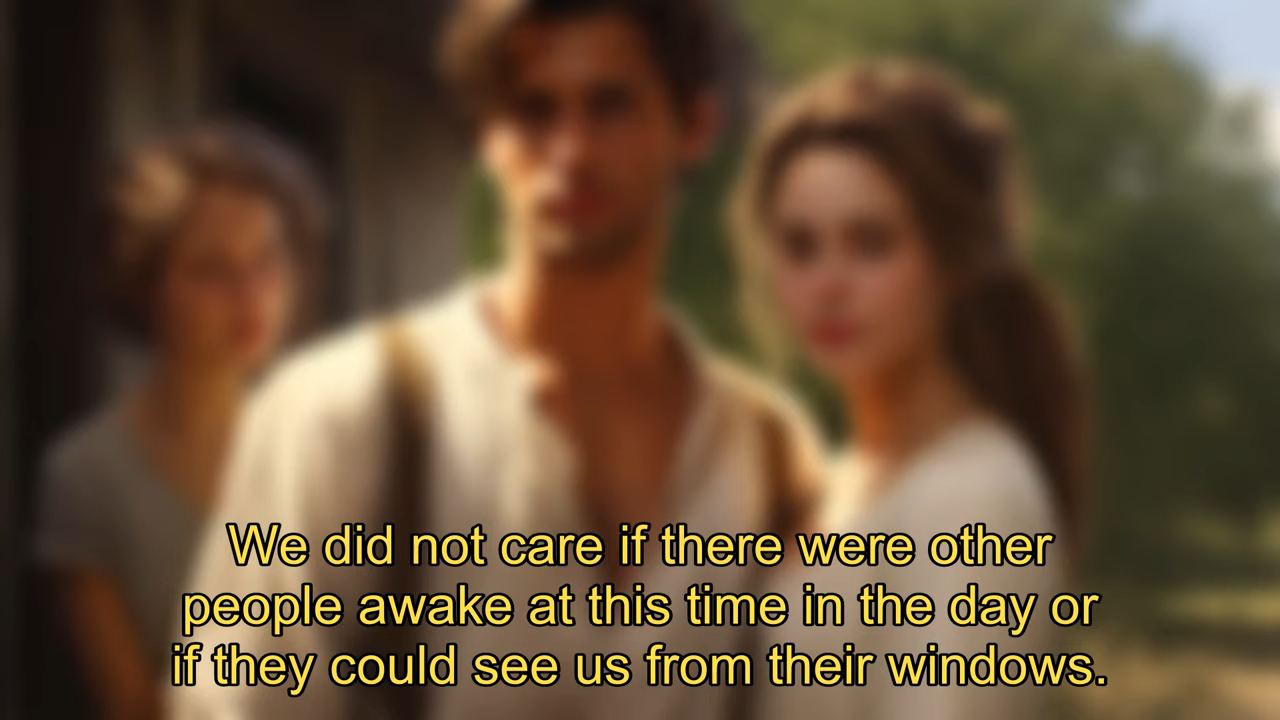 We did not care if there were other
people awake at this time in the day or
if they could see us from their windows.